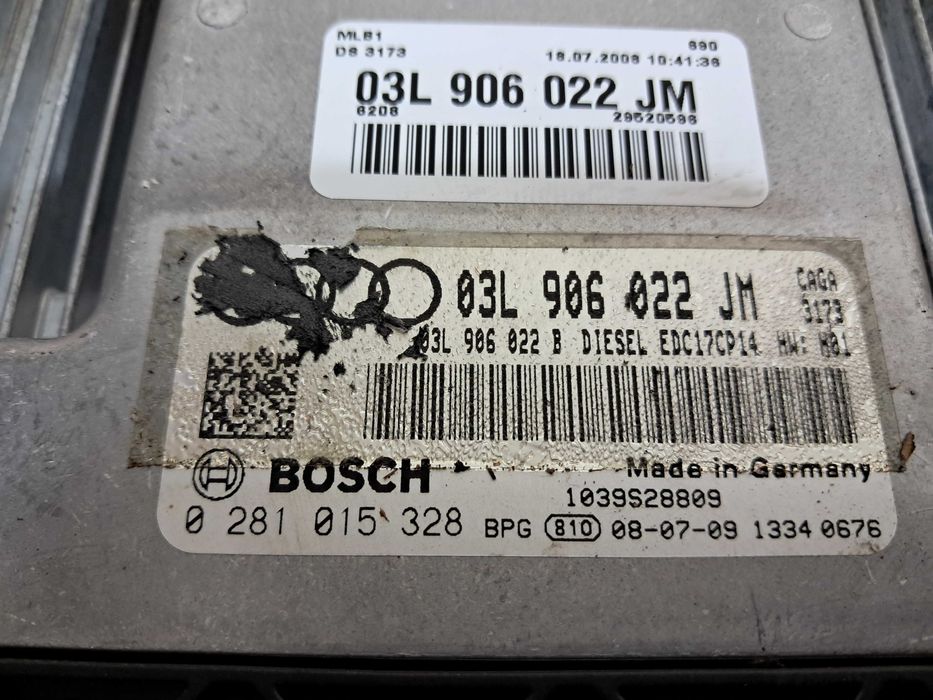 MLB1 890
DS 3173 18.07.2008 10:41:36
03L 906 022 JM
6208 29520596
03L 906 022 JM CAGA
3173
03L 906 022 B DIESEL EDC17CP14 HW: H01
BOSCH Made in Germany
1039S28809
0 281 015 328 BPG 810 08-07-09 1334 0676